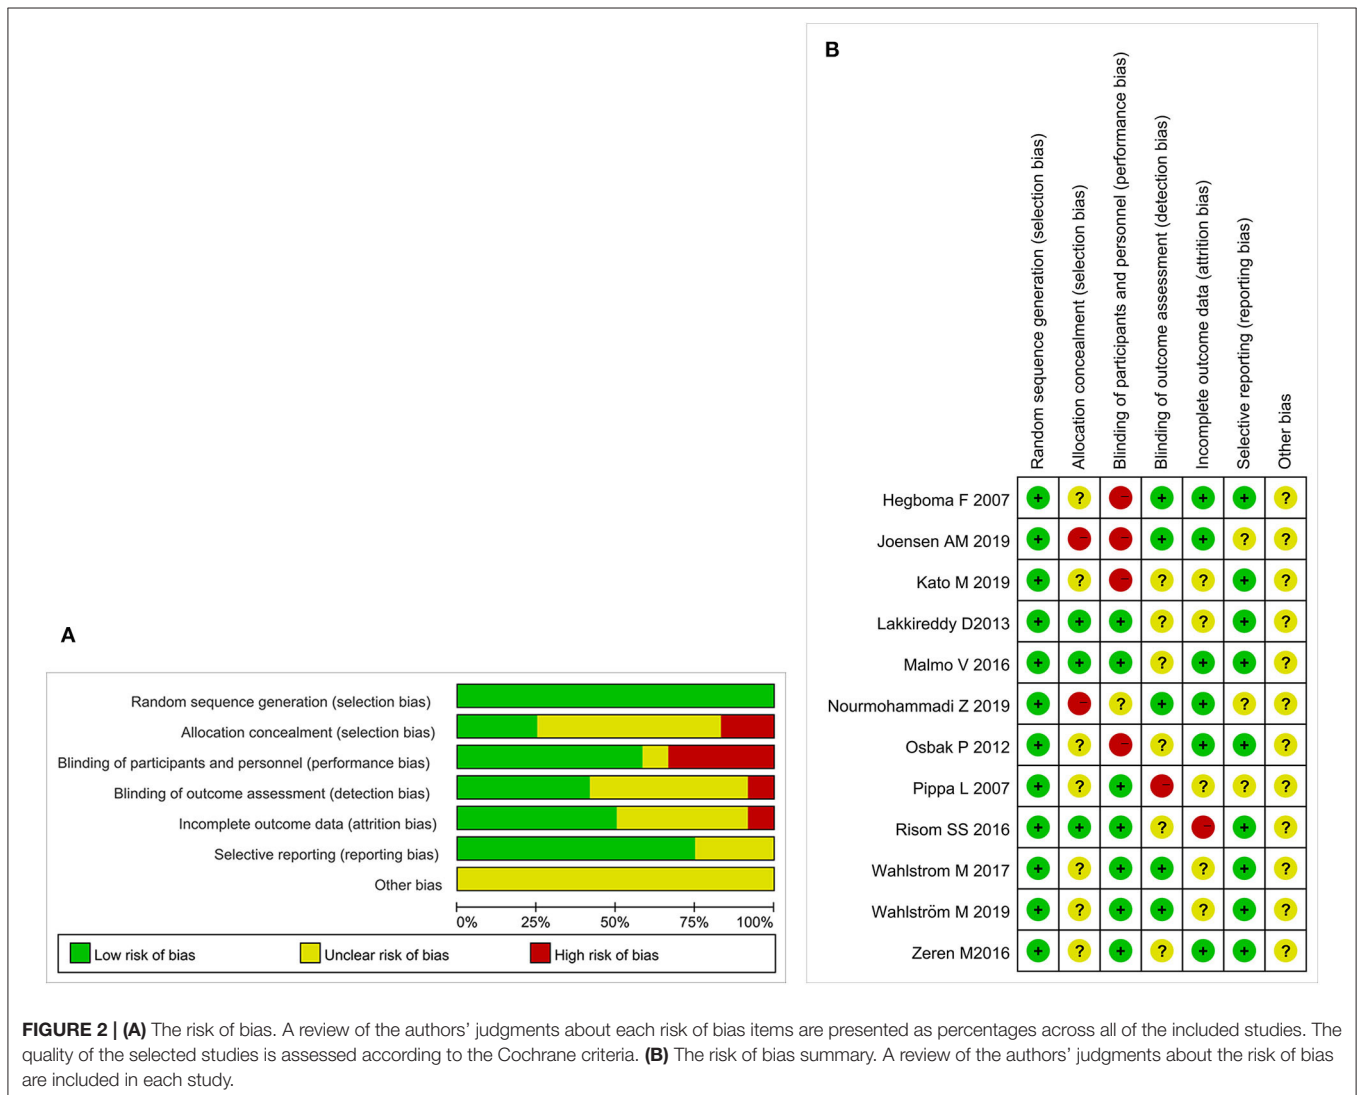 A
Random sequence generation (selection bias)
Allocation concealment (selection bias)
Blinding of participants and personnel (performance bias)
Blinding of outcome assessment (detection bias)
Incomplete outcome data (attrition bias)
Selective reporting (reporting bias)
Other bias
0% 25% 50% 75% 100%
Low risk of bias Unclear risk of bias High risk of bias
B
Random sequence generation (selection bias)
Allocation concealment (selection bias)
Blinding of participants and personnel (performance bias)
Blinding of outcome assessment (detection bias)
Incomplete outcome data (attrition bias)
Selective reporting (reporting bias)
Other bias
Hegboma F 2007 + ? - + + + ?
Joensen AM 2019 + - - + + ? ?
Kato M 2019 + ? - ? ? + ?
Lakkireddy D2013 + + + ? ? + ?
Malmo V 2016 + + + ? + + ?
Nourmohammadi Z 2019 + - ? + + ? ?
Osbak P 2012 + ? - ? + + ?
Pippa L 2007 + ? + - ? ? ?
Risom SS 2016 + + + ? - + ?
Wahlstrom M 2017 + ? + + ? + ?
Wahlström M 2019 + ? + + ? + ?
Zeren M2016 + ? + ? + + ?
FIGURE 2 | (A) The risk of bias. A review of the authors’ judgments about each risk of bias items are presented as percentages across all of the included studies. The
quality of the selected studies is assessed according to the Cochrane criteria. (B) The risk of bias summary. A review of the authors’ judgments about the risk of bias
are included in each study.